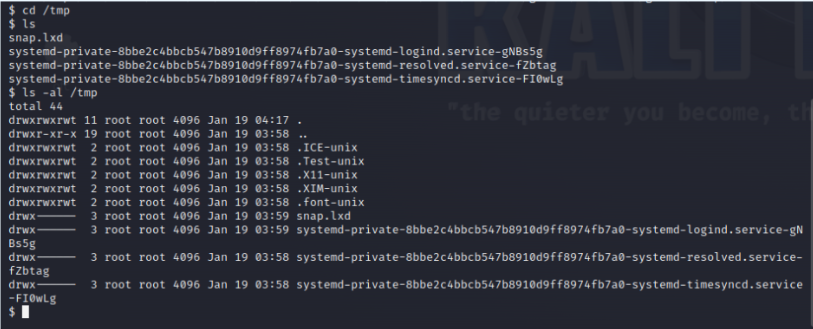 $ cd /tmp
$ ls
snap.lxd
systemd-private-8bbe2c4bbcb547b8910d9ff8974fb7a0-systemd-logind.service-gNBs5g
systemd-private-8bbe2c4bbcb547b8910d9ff8974fb7a0-systemd-resolved.service-fZbtag
systemd-private-8bbe2c4bbcb547b8910d9ff8974fb7a0-systemd-timesyncd.service-FI0wLg
$ ls -al /tmp
total 44
drwxrwxrwt 11 root root 4096 Jan 19 04:17 .
drwxr-xr-x 19 root root 4096 Jan 19 03:58 ..
drwxrwxrwt  2 root root 4096 Jan 19 03:58 .ICE-unix
drwxrwxrwt  2 root root 4096 Jan 19 03:58 .Test-unix
drwxrwxrwt  2 root root 4096 Jan 19 03:58 .X11-unix
drwxrwxrwt  2 root root 4096 Jan 19 03:58 .XIM-unix
drwxrwxrwt  2 root root 4096 Jan 19 03:58 .font-unix
drwx------  3 root root 4096 Jan 19 03:59 snap.lxd
drwx------  3 root root 4096 Jan 19 03:59 systemd-private-8bbe2c4bbcb547b8910d9ff8974fb7a0-systemd-logind.service-gN
Bs5g
drwx------  3 root root 4096 Jan 19 03:58 systemd-private-8bbe2c4bbcb547b8910d9ff8974fb7a0-systemd-resolved.service-
fZbtag
drwx------  3 root root 4096 Jan 19 03:58 systemd-private-8bbe2c4bbcb547b8910d9ff8974fb7a0-systemd-timesyncd.service
-FI0wLg
$
KALI
"the quieter you become, th